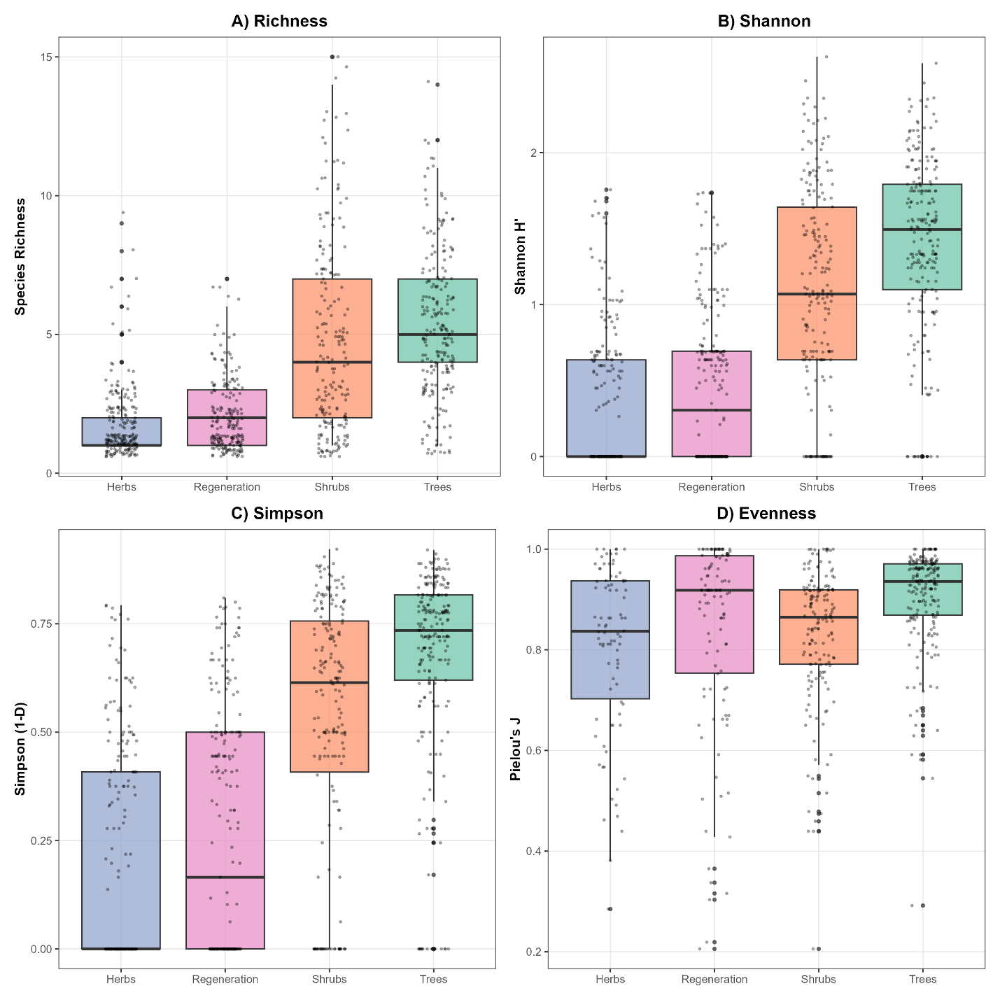 A) Richness
Species Richness
15
10
5
0
Herbs Regeneration Shrubs Trees
B) Shannon
Shannon H'
2
1
0
Herbs Regeneration Shrubs Trees
C) Simpson
Simpson (1-D)
0.75
0.50
0.25
0.00
Herbs Regeneration Shrubs Trees
D) Evenness
Pielou's J
1.0
0.8
0.6
0.4
0.2
Herbs Regeneration Shrubs Trees